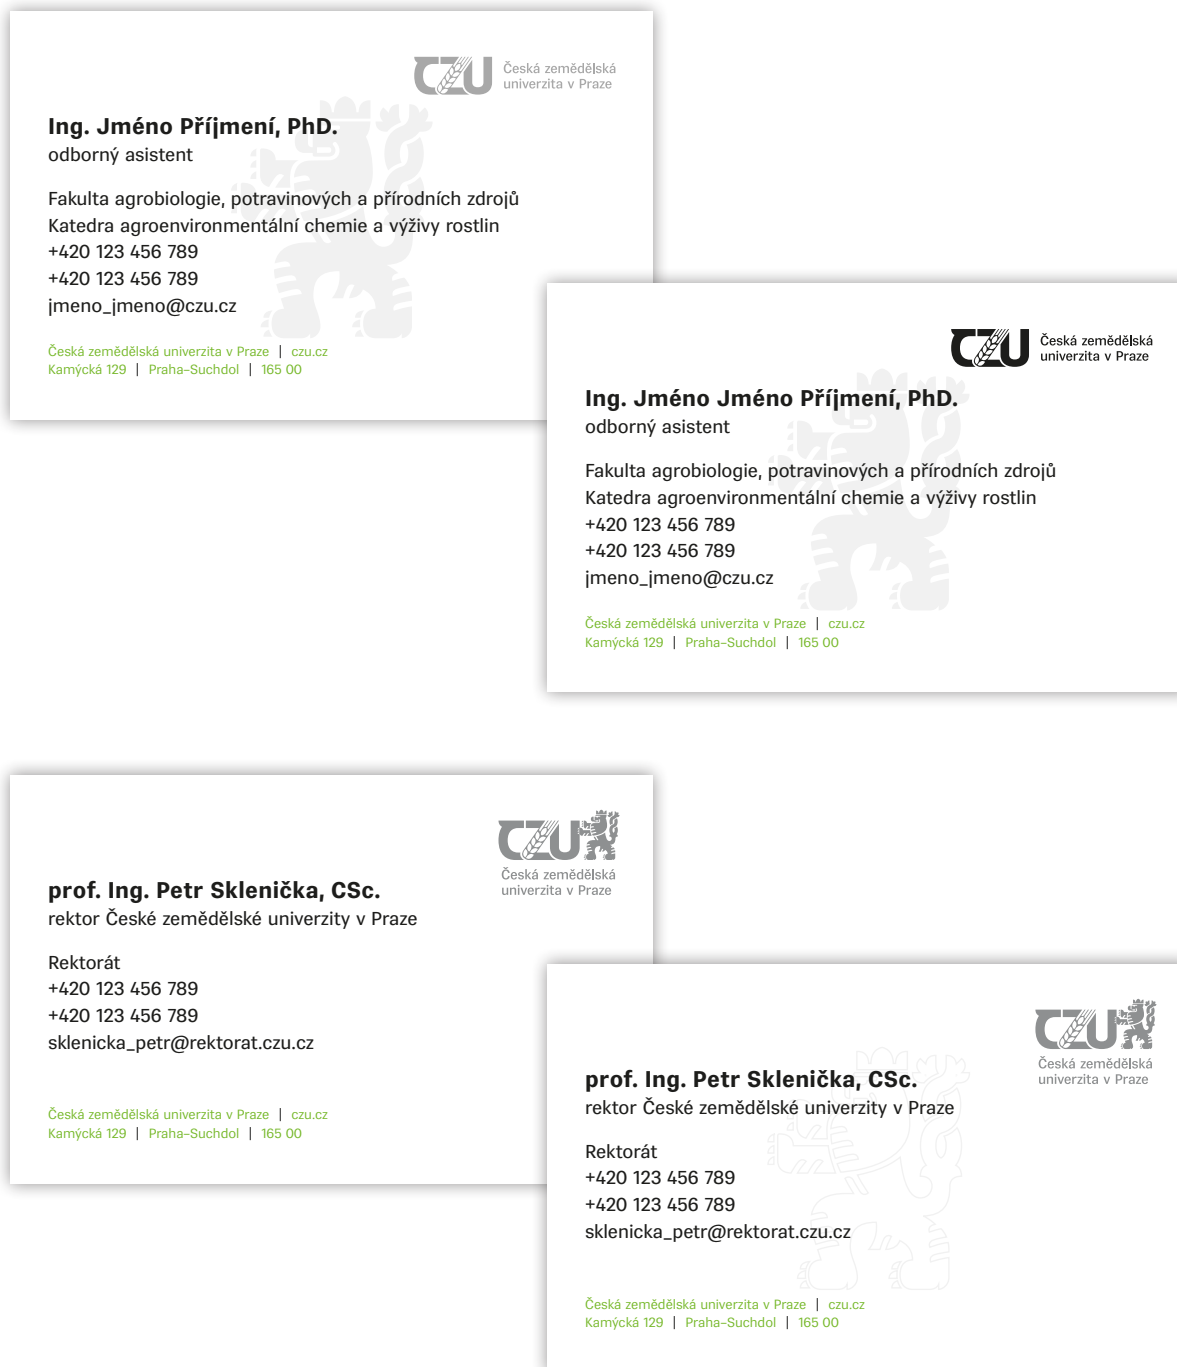 CZU
Česká zemědělská
univerzita v Praze
Ing. Jméno Příjmení, PhD.
odborný asistent
Fakulta agrobiologie, potravinových a přírodních zdrojů
Katedra agroenvironmentální chemie a výživy rostlin
+420 123 456 789
+420 123 456 789
jmeno_jmeno@czu.cz
Česká zemědělská univerzita v Praze | czu.cz
Kamýcká 129 | Praha–Suchdol | 165 00
CZU
Česká zemědělská
univerzita v Praze
Ing. Jméno Jméno Příjmení, PhD.
odborný asistent
Fakulta agrobiologie, potravinových a přírodních zdrojů
Katedra agroenvironmentální chemie a výživy rostlin
+420 123 456 789
+420 123 456 789
jmeno_jmeno@czu.cz
Česká zemědělská univerzita v Praze | czu.cz
Kamýcká 129 | Praha–Suchdol | 165 00
CZU
Česká zemědělská
univerzita v Praze
prof. Ing. Petr Sklenička, CSc.
rektor České zemědělské univerzity v Praze
Rektorát
+420 123 456 789
+420 123 456 789
sklenicka_petr@rektorat.czu.cz
Česká zemědělská univerzita v Praze | czu.cz
Kamýcká 129 | Praha–Suchdol | 165 00
CZU
Česká zemědělská
univerzita v Praze
prof. Ing. Petr Sklenička, CSc.
rektor České zemědělské univerzity v Praze
Rektorát
+420 123 456 789
+420 123 456 789
sklenicka_petr@rektorat.czu.cz
Česká zemědělská univerzita v Praze | czu.cz
Kamýcká 129 | Praha–Suchdol | 165 00